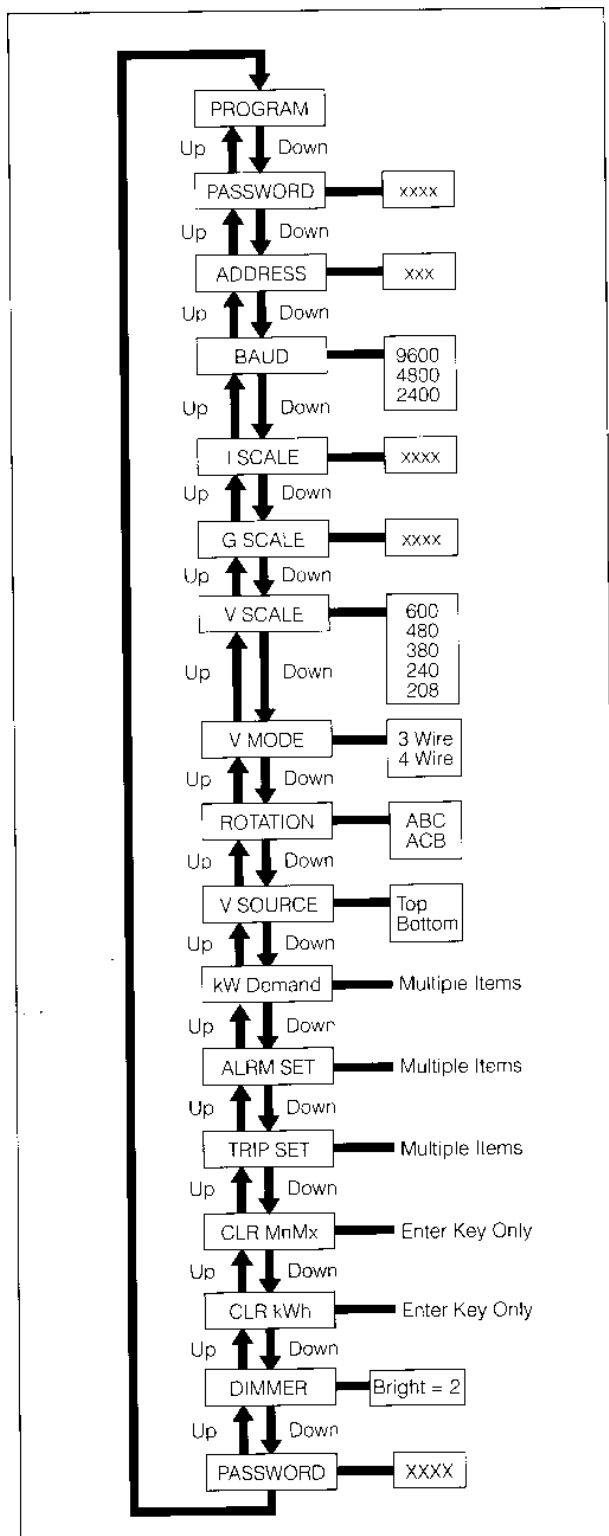 PROGRAM
Up Down
PASSWORD xxxx
Up Down
ADDRESS xxx
Up Down
BAUD 9600
4800
2400
Up Down
I SCALE xxxx
Up Down
G SCALE xxxx
Up Down
V SCALE 600
480
380
240
208
Up Down
V MODE 3 Wire
4 Wire
Up Down
ROTATION ABC
ACB
Up Down
V SOURCE Top
Bottom
Up Down
kW Demand Multiple Items
Up Down
ALRM SET Multiple Items
Up Down
TRIP SET Multiple Items
Up Down
CLR MnMx Enter Key Only
Up Down
CLR kWh Enter Key Only
Up Down
DIMMER Bright = 2
Up Down
PASSWORD XXXX